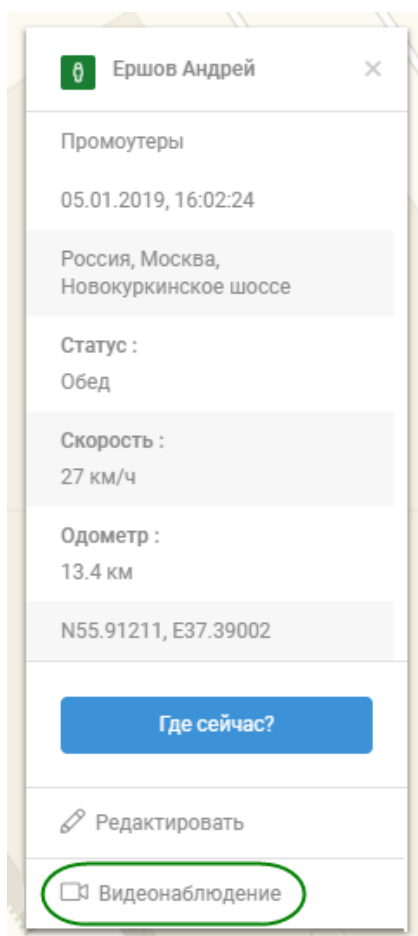 Ершов Андрей
Промоутеры
05.01.2019, 16:02:24
Россия, Москва,
Новокуркинское шоссе
Статус :
Обед
Скорость :
27 км/ч
Одометр :
13.4 км
N55.91211, E37.39002
Где сейчас?
Редактировать
Видеонаблюдение